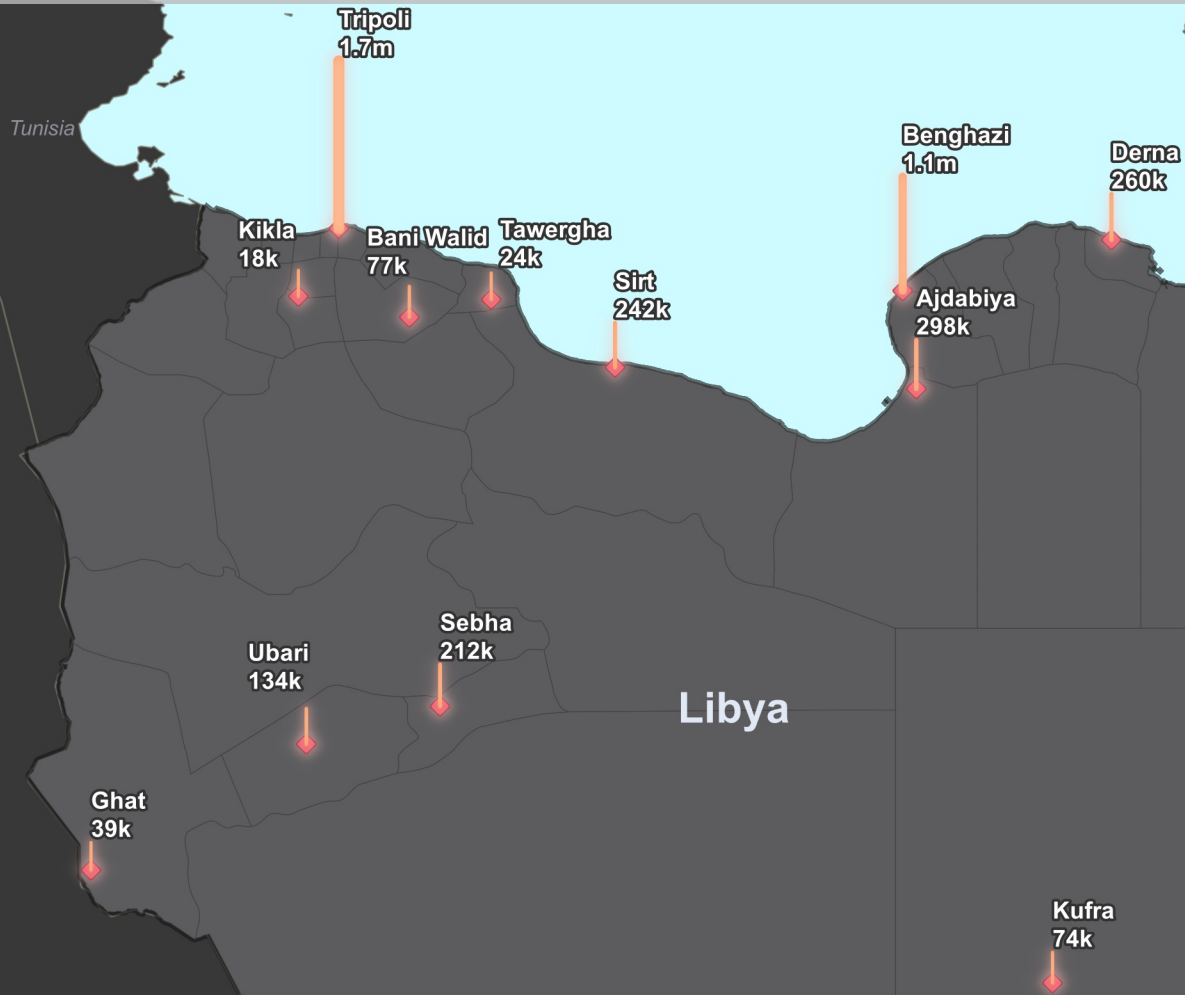 Tripoli
1.7m
Tunisia
Benghazi
1.1m
Derna
260k
Kikla
18k
Bani Walid
77k
Tawergha
24k
Sirt
242k
Ajdabiya
298k
Sebha
212k
Ubari
134k
Libya
Ghat
39k
Kufra
74k